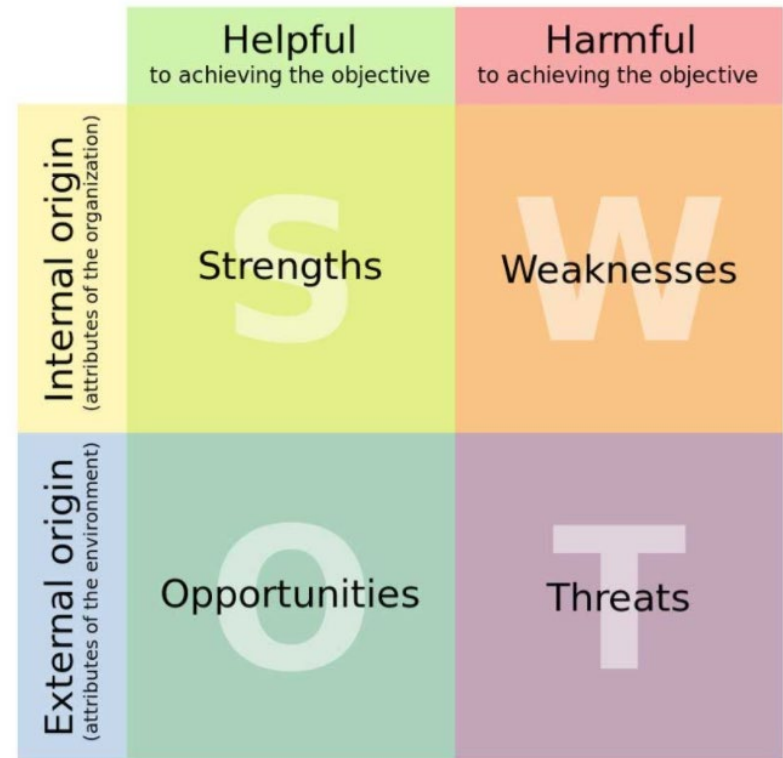 Helpful
to achieving the objective
Harmful
to achieving the objective
Internal origin
(attributes of the organization)
S
Strengths
W
Weaknesses
External origin
(attributes of the environment)
O
Opportunities
T
Threats